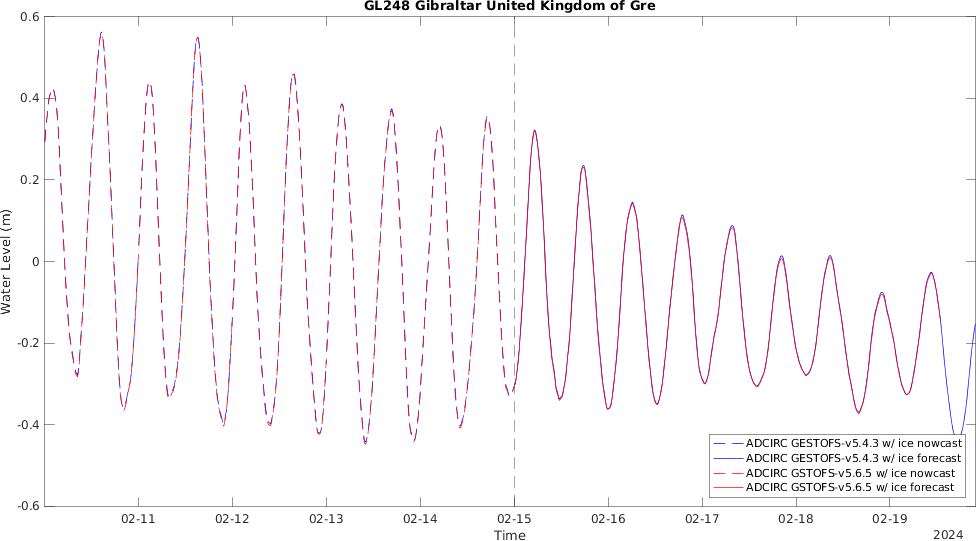 GL248 Gibraltar United Kingdom of Gre
0.6
0.4
0.2
0
-0.2
-0.4
-0.6
Water Level (m)
ADCIRC GESTOFS-v5.4.3 w/ ice nowcast
ADCIRC GESTOFS-v5.4.3 w/ ice forecast
ADCIRC GSTOFS-v5.6.5 w/ ice nowcast
ADCIRC GSTOFS-v5.6.5 w/ ice forecast
02-11 02-12 02-13 02-14 02-15 02-16 02-17 02-18 02-19
Time
2024